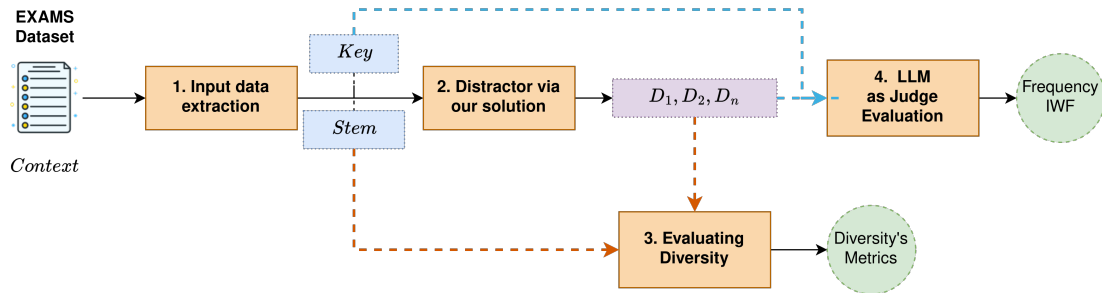 EXAMS
Dataset
Context
1. Input data
extraction
Key
Stem
2. Distractor via
our solution
D₁, D₂, Dₙ
4. LLM
as Judge
Evaluation
Frequency
IWF
3. Evaluating
Diversity
Diversity's
Metrics